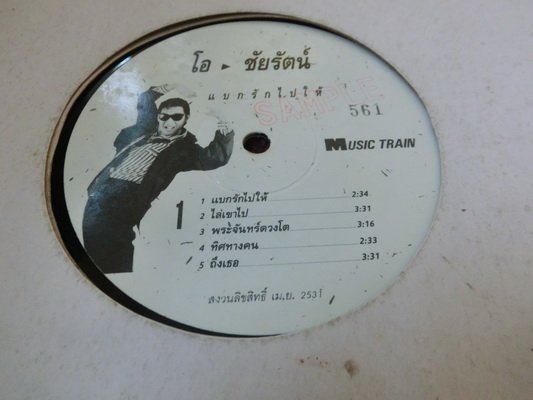 โอ ▸ ชัยรัตน์
แบกรักไปให้
SAMPLE
561
MUSIC TRAIN
1
1 แบกรักไปให้ 2:34
2 ไล่เขาไป 3:31
3 พระจันทร์ดวงโต 3:16
4 ทิศทางคน 2:33
5 ถึงเธอ 3:31
สงวนลิขสิทธิ์ เม.ย. 2531